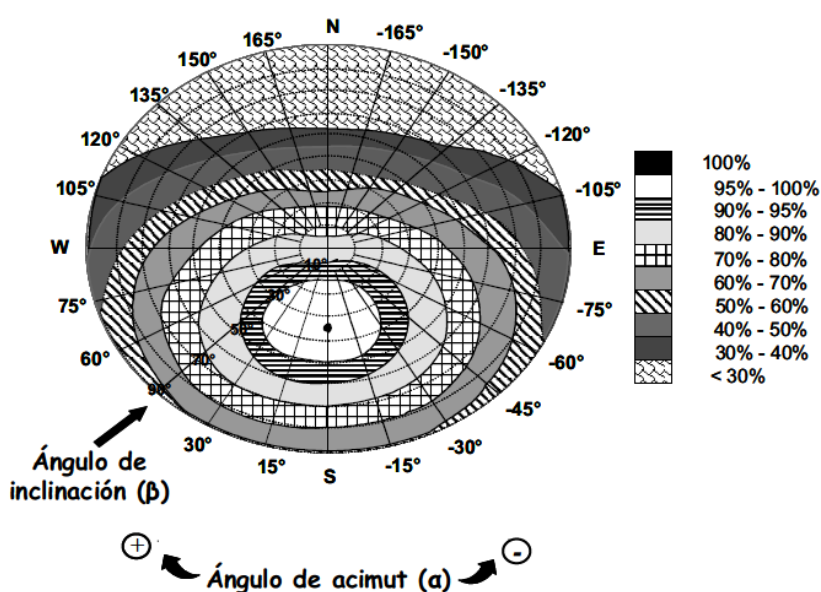 N
165°
-165°
150°
-150°
135°
-135°
120°
-120°
105°
-105°
W
E
75°
-75°
60°
-60°
-45°
30°
-30°
15°
-15°
S
10°
30°
50°
70°
90°
100%
95% - 100%
90% - 95%
80% - 90%
70% - 80%
60% - 70%
50% - 60%
40% - 50%
30% - 40%
< 30%
Ángulo de
inclinación (β)
+
-
Ángulo de acimut (α)